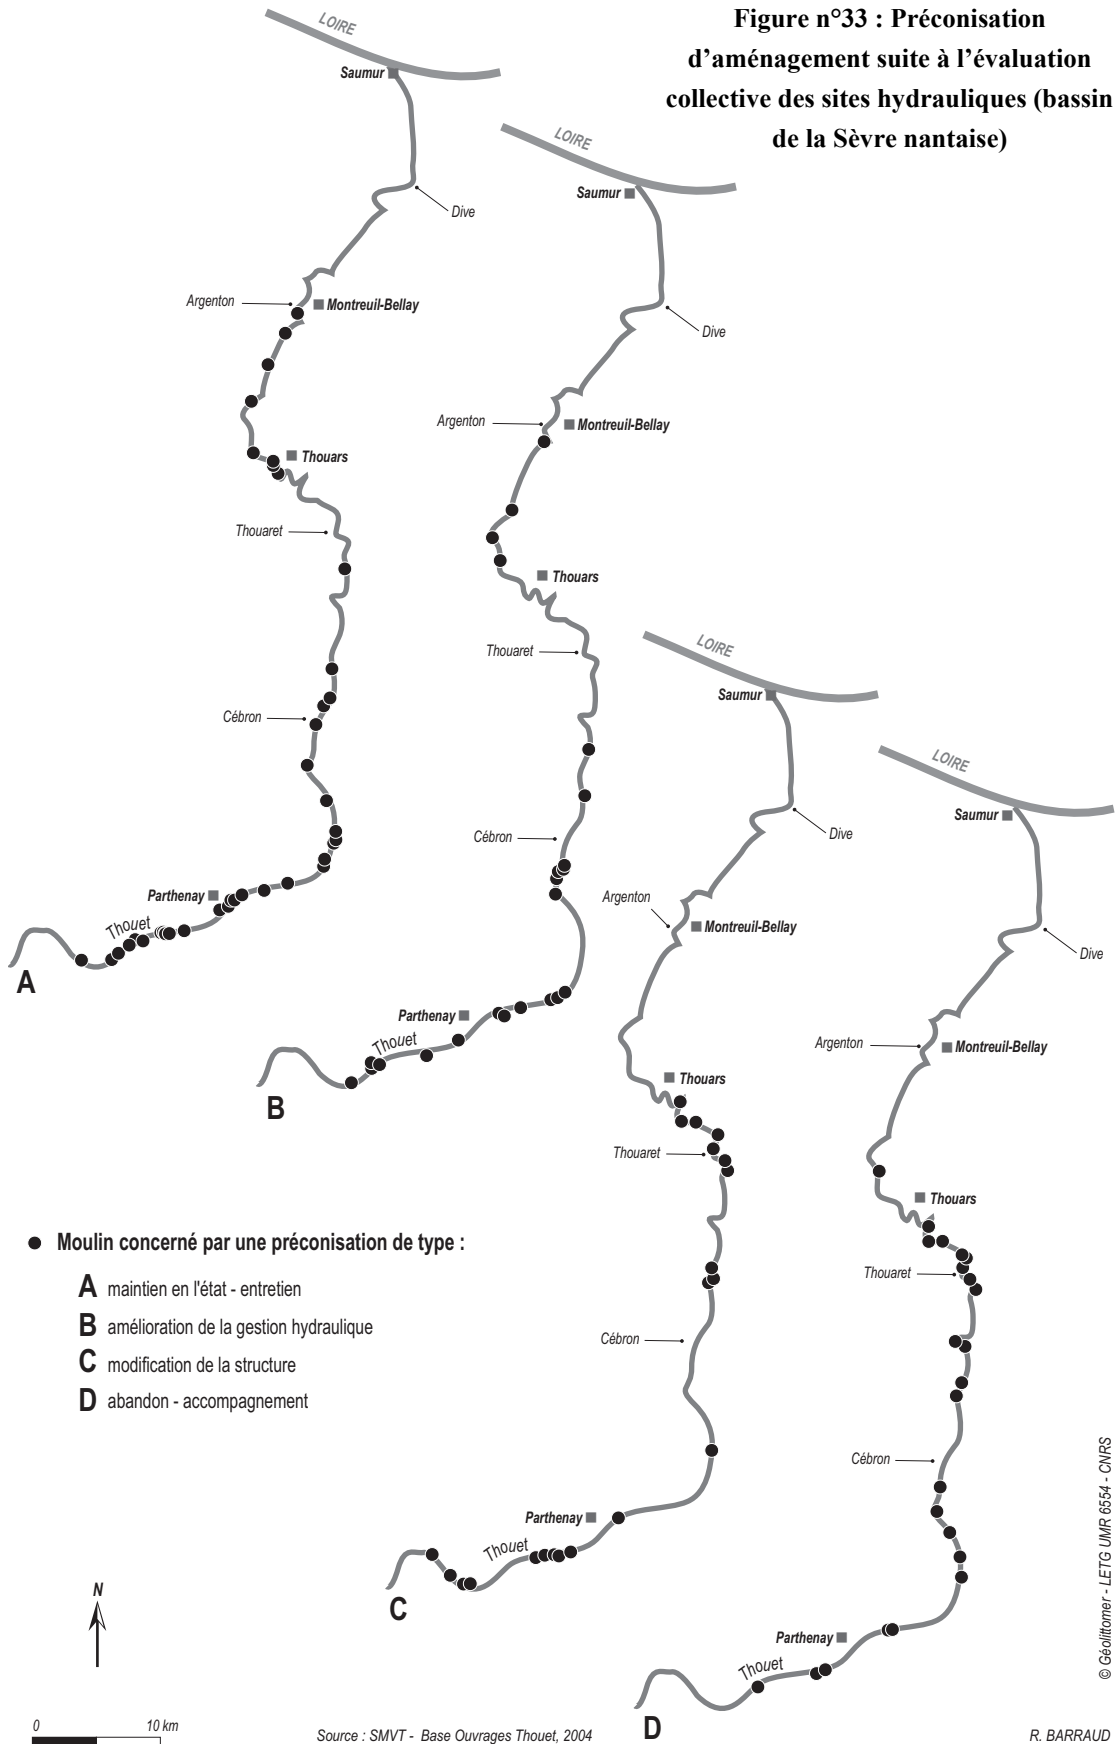 Figure n°33 : Préconisation
d'aménagement suite à l'évaluation
collective des sites hydrauliques (bassin
de la Sèvre nantaise)
LOIRE
Saumur
Dive
Argenton
Montreuil-Bellay
Thouars
Thouaret
Cébron
Parthenay
Thouet
A
LOIRE
Saumur
Dive
Argenton
Montreuil-Bellay
Thouars
Thouaret
Cébron
Parthenay
Thouet
B
LOIRE
Saumur
Dive
Argenton
Montreuil-Bellay
Thouars
Thouaret
Cébron
Parthenay
Thouet
C
LOIRE
Saumur
Dive
Argenton
Montreuil-Bellay
Thouars
Thouaret
Cébron
Parthenay
Thouet
D
Moulin concerné par une préconisation de type :
A maintien en l'état - entretien
B amélioration de la gestion hydraulique
C modification de la structure
D abandon - accompagnement
N
0 10 km
Source : SMVT - Base Ouvrages Thouet, 2004
R. BARRAUD
© Géolittomer - LETG UMR 6554 - CNRS